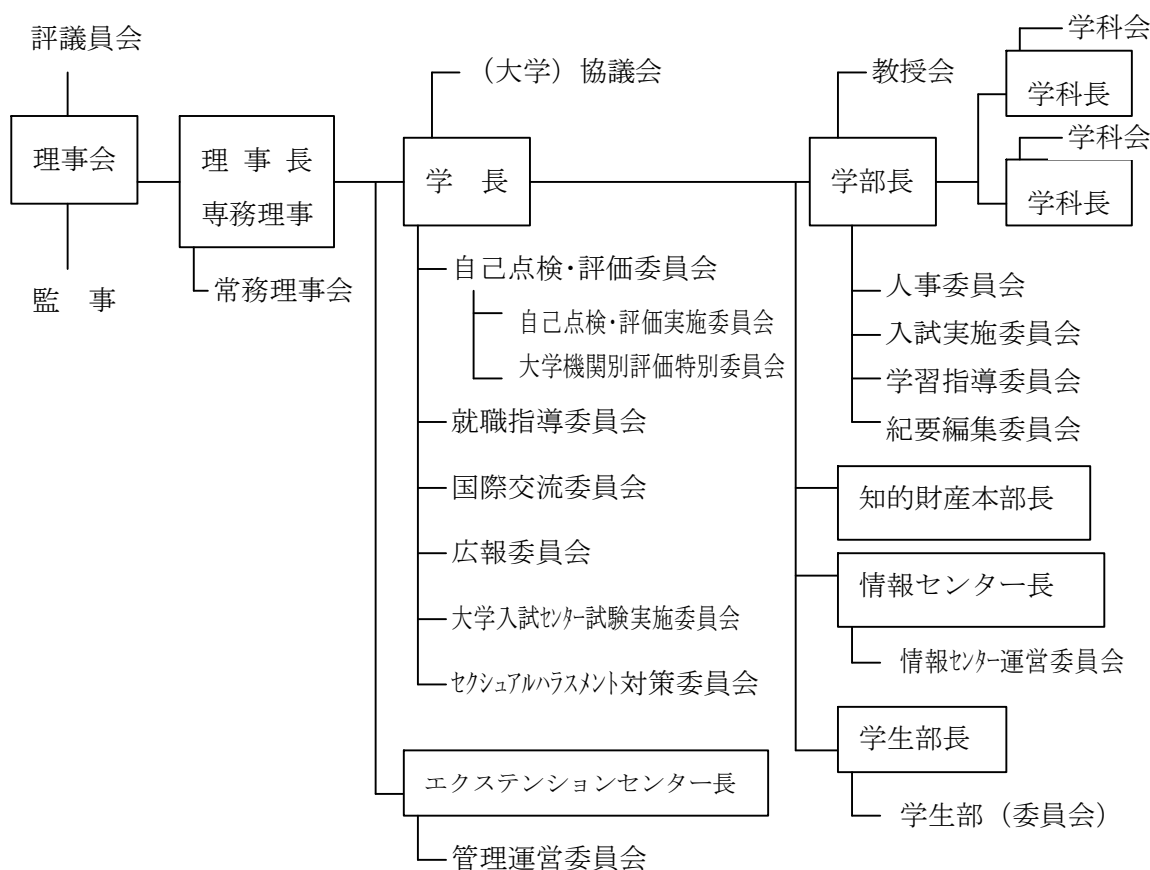 評議員会
理事会
監 事
理 事 長
専務理事
常務理事会
(大学)協議会
学 長
自己点検・評価委員会
自己点検・評価実施委員会
大学機関別評価特別委員会
就職指導委員会
国際交流委員会
広報委員会
大学入試センター試験実施委員会
セクシュアルハラスメント対策委員会
エクステンションセンター長
管理運営委員会
教授会
学部長
学科会
学科長
学科会
学科長
人事委員会
入試実施委員会
学習指導委員会
紀要編集委員会
知的財産本部長
情報センター長
情報センター運営委員会
学生部長
学生部(委員会)